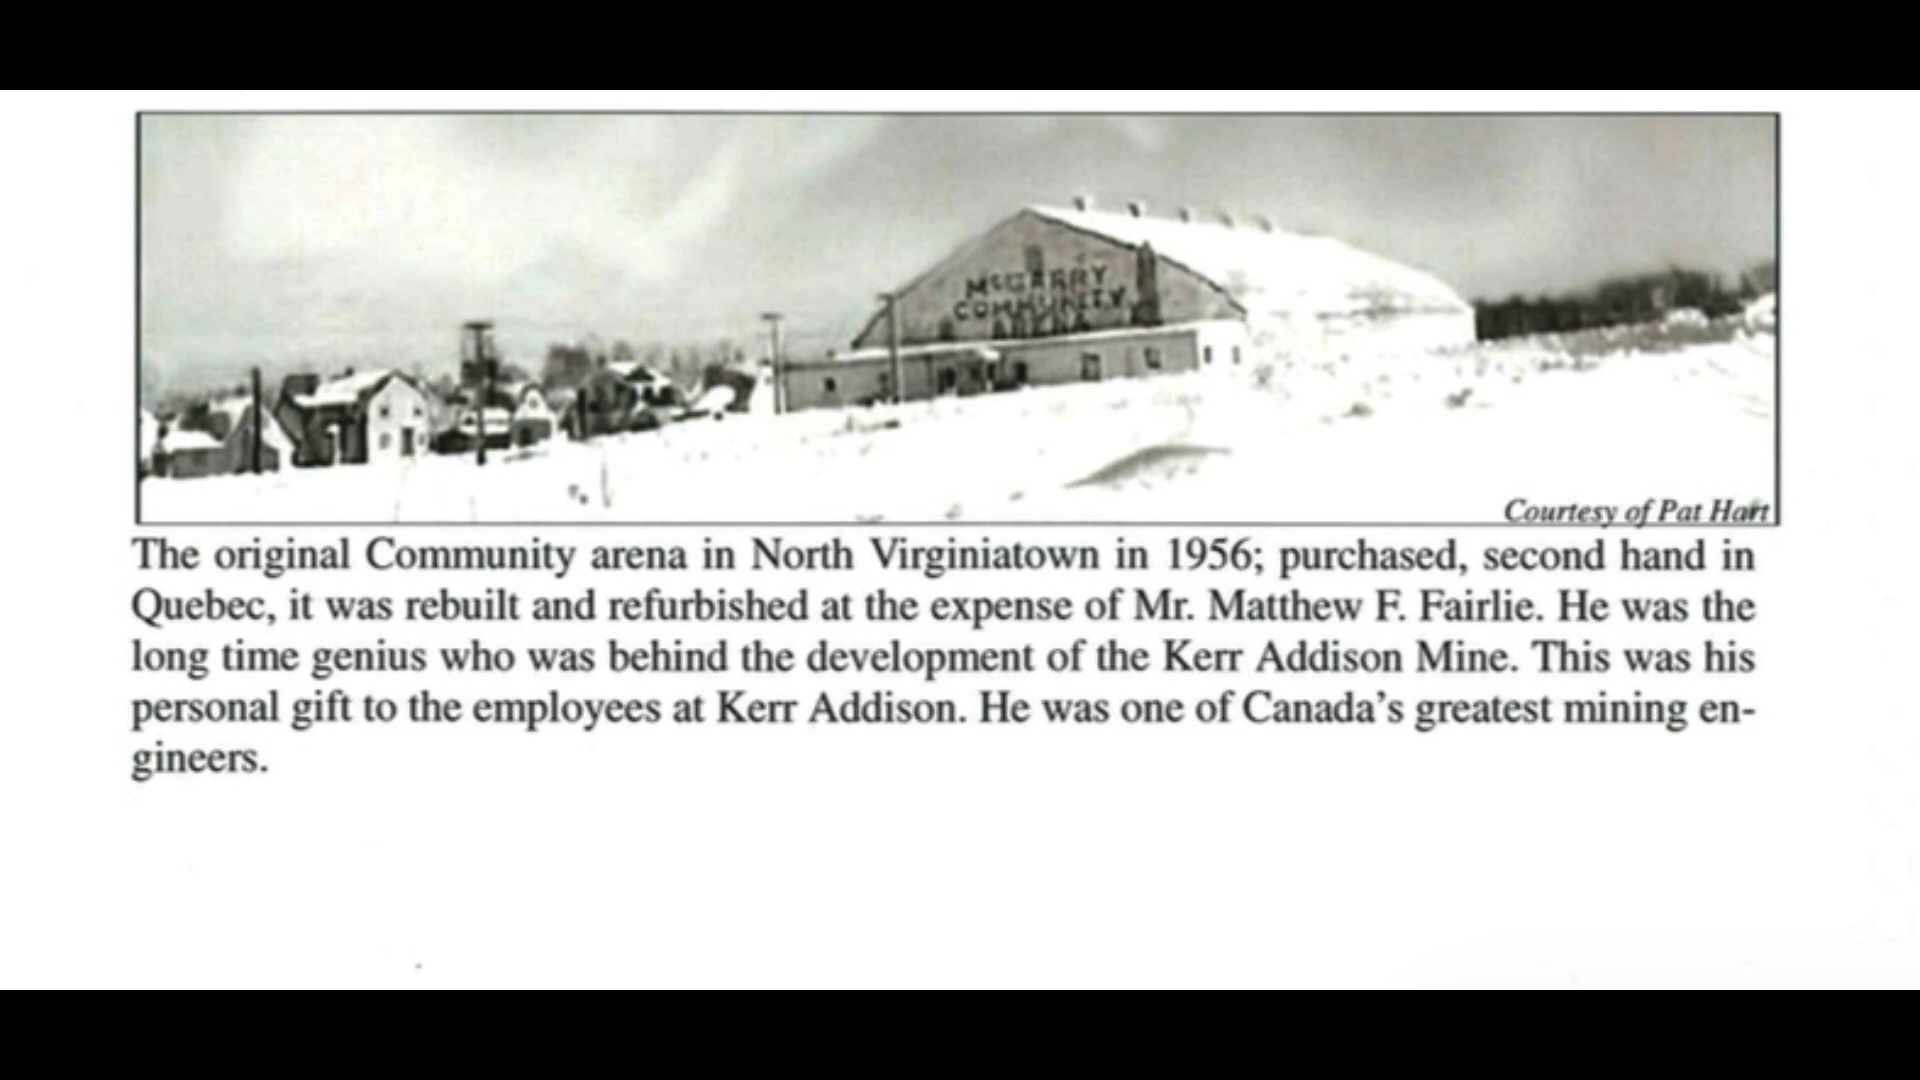 McGARRY
COMMUNITY
ARENA
Courtesy of Pat Hart
The original Community arena in North Virginiatown in 1956; purchased, second hand in
Quebec, it was rebuilt and refurbished at the expense of Mr. Matthew F. Fairlie. He was the
long time genius who was behind the development of the Kerr Addison Mine. This was his
personal gift to the employees at Kerr Addison. He was one of Canada's greatest mining en-
gineers.